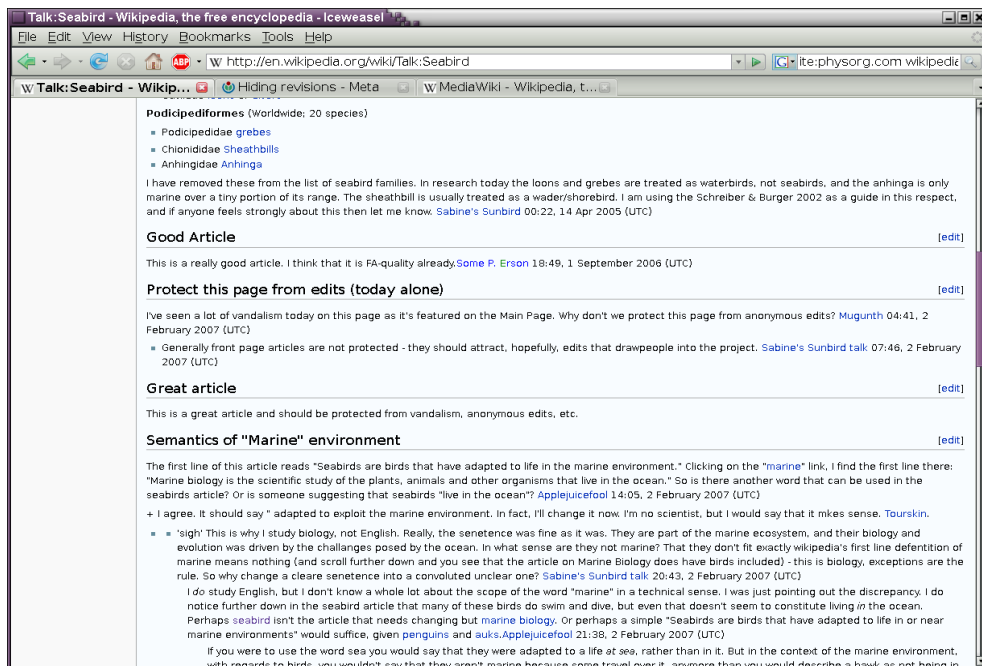 Talk:Seabird - Wikipedia, the free encyclopedia - Iceweasel
File Edit View History Bookmarks Tools Help
ABP W http://en.wikipedia.org/wiki/Talk:Seabird G ite:physorg.com wikipedia
W Talk:Seabird - Wikip... Hiding revisions - Meta W MediaWiki - Wikipedia, t...
Podicipediformes (Worldwide; 20 species)
Podicipedidae grebes
Chionididae Sheathbills
Anhingidae Anhinga
I have removed these from the list of seabird families. In research today the loons and grebes are treated as waterbirds, not seabirds, and the anhinga is only
marine over a tiny portion of its range. The sheathbill is usually treated as a wader/shorebird. I am using the Schreiber & Burger 2002 as a guide in this respect,
and if anyone feels strongly about this then let me know. Sabine's Sunbird 00:22, 14 Apr 2005 (UTC)
Good Article [edit]
This is a really good article. I think that it is FA-quality already.Some P. Erson 18:49, 1 September 2006 (UTC)
Protect this page from edits (today alone) [edit]
I've seen a lot of vandalism today on this page as it's featured on the Main Page. Why don't we protect this page from anonymous edits? Mugunth 04:41, 2
February 2007 (UTC)
Generally front page articles are not protected - they should attract, hopefully, edits that drawpeople into the project. Sabine's Sunbird talk 07:46, 2 February
2007 (UTC)
Great article [edit]
This is a great article and should be protected from vandalism, anonymous edits, etc.
Semantics of "Marine" environment [edit]
The first line of this article reads "Seabirds are birds that have adapted to life in the marine environment." Clicking on the "marine" link, I find the first line there:
"Marine biology is the scientific study of the plants, animals and other organisms that live in the ocean." So is there another word that can be used in the
seabirds article? Or is someone suggesting that seabirds "live in the ocean"? Applejuicefool 14:05, 2 February 2007 (UTC)
+ I agree. It should say " adapted to exploit the marine environment. In fact, I'll change it now. I'm no scientist, but I would say that it mkes sense. Tourskin.
'sigh' This is why I study biology, not English. Really, the senetence was fine as it was. They are part of the marine ecosystem, and their biology and
evolution was driven by the challanges posed by the ocean. In what sense are they not marine? That they don't fit exactly wikipedia's first line defentition of
marine means nothing (and scroll further down and you see that the article on Marine Biology does have birds included) - this is biology, exceptions are the
rule. So why change a cleare senetence into a convoluted unclear one? Sabine's Sunbird talk 20:43, 2 February 2007 (UTC)
I do study English, but I don't know a whole lot about the scope of the word "marine" in a technical sense. I was just pointing out the discrepancy. I do
notice further down in the seabird article that many of these birds do swim and dive, but even that doesn't seem to constitute living in the ocean.
Perhaps seabird isn't the article that needs changing but marine biology. Or perhaps a simple "Seabirds are birds that have adapted to life in or near
marine environments" would suffice, given penguins and auks.Applejuicefool 21:38, 2 February 2007 (UTC)
If you were to use the word sea you would say that they were adapted to a life at sea, rather than in it. But in the context of the marine environment,
with regards to birds, you wouldn't say that they aren't marine because some travel over it, anymore than you would describe a hawk as not being in